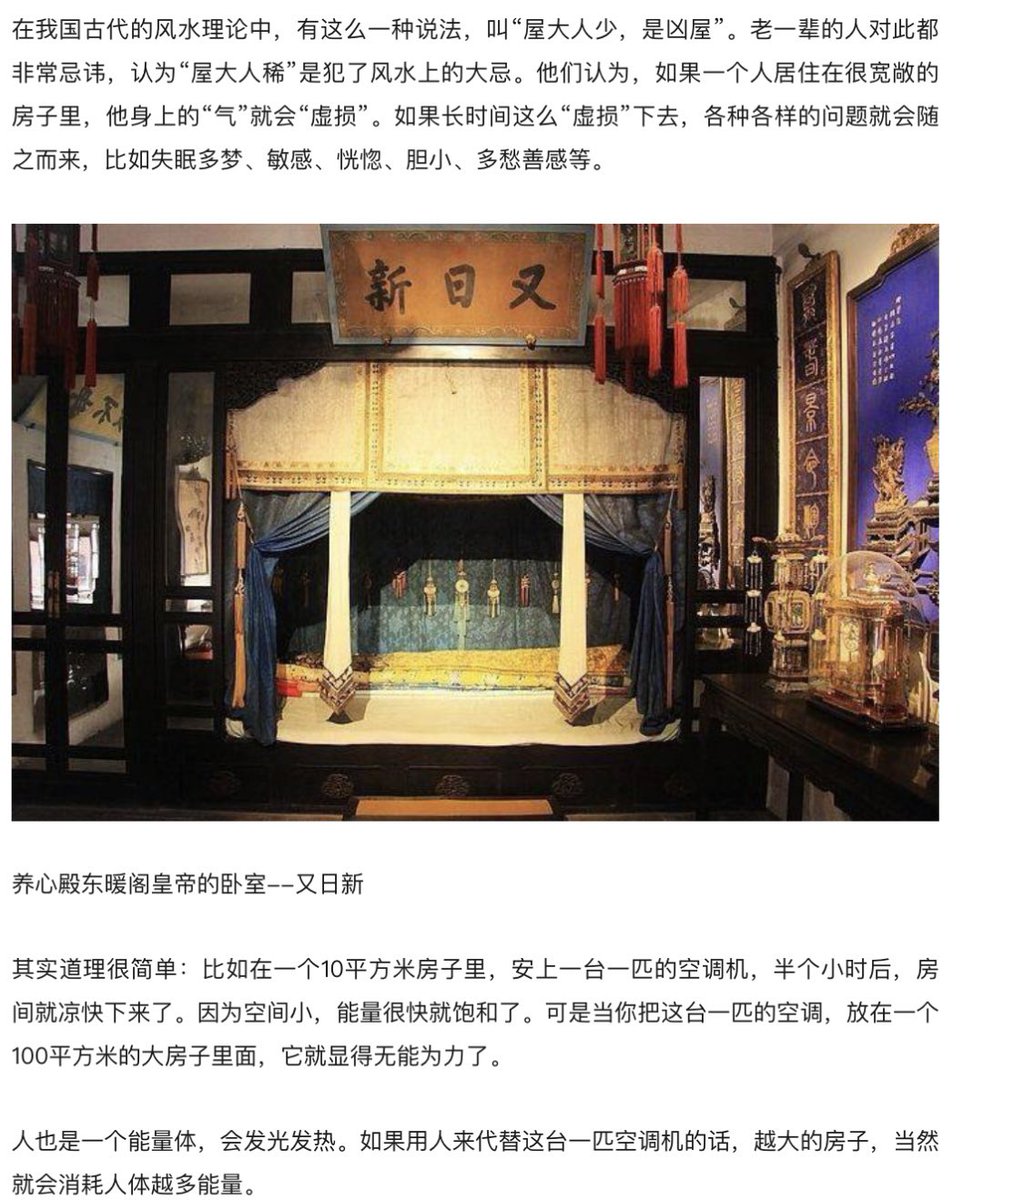 在我国古代的风水理论中，有这么一种说法，叫“屋大人少，是凶屋”。老一辈的人对此都
非常忌讳，认为“屋大人稀”是犯了风水上的大忌。他们认为，如果一个人居住在很宽敞的
房子里，他身上的“气”就会“虚损”。如果长时间这么“虚损”下去，各种各样的问题就会随
之而来，比如失眠多梦、敏感、恍惚、胆小、多愁善感等。
新日又
养心殿东暖阁皇帝的卧室--又日新
其实道理很简单：比如在一个10平方米房子里，安上一台一匹的空调机，半个小时后，房
间就凉快下来了。因为空间小，能量很快就饱和了。可是当你把这台一匹的空调，放在一个
100平方米的大房子里面，它就显得无能为力了。
人也是一个能量体，会发光发热。如果用人来代替这台一匹空调机的话，越大的房子，当然
就会消耗人体越多能量。